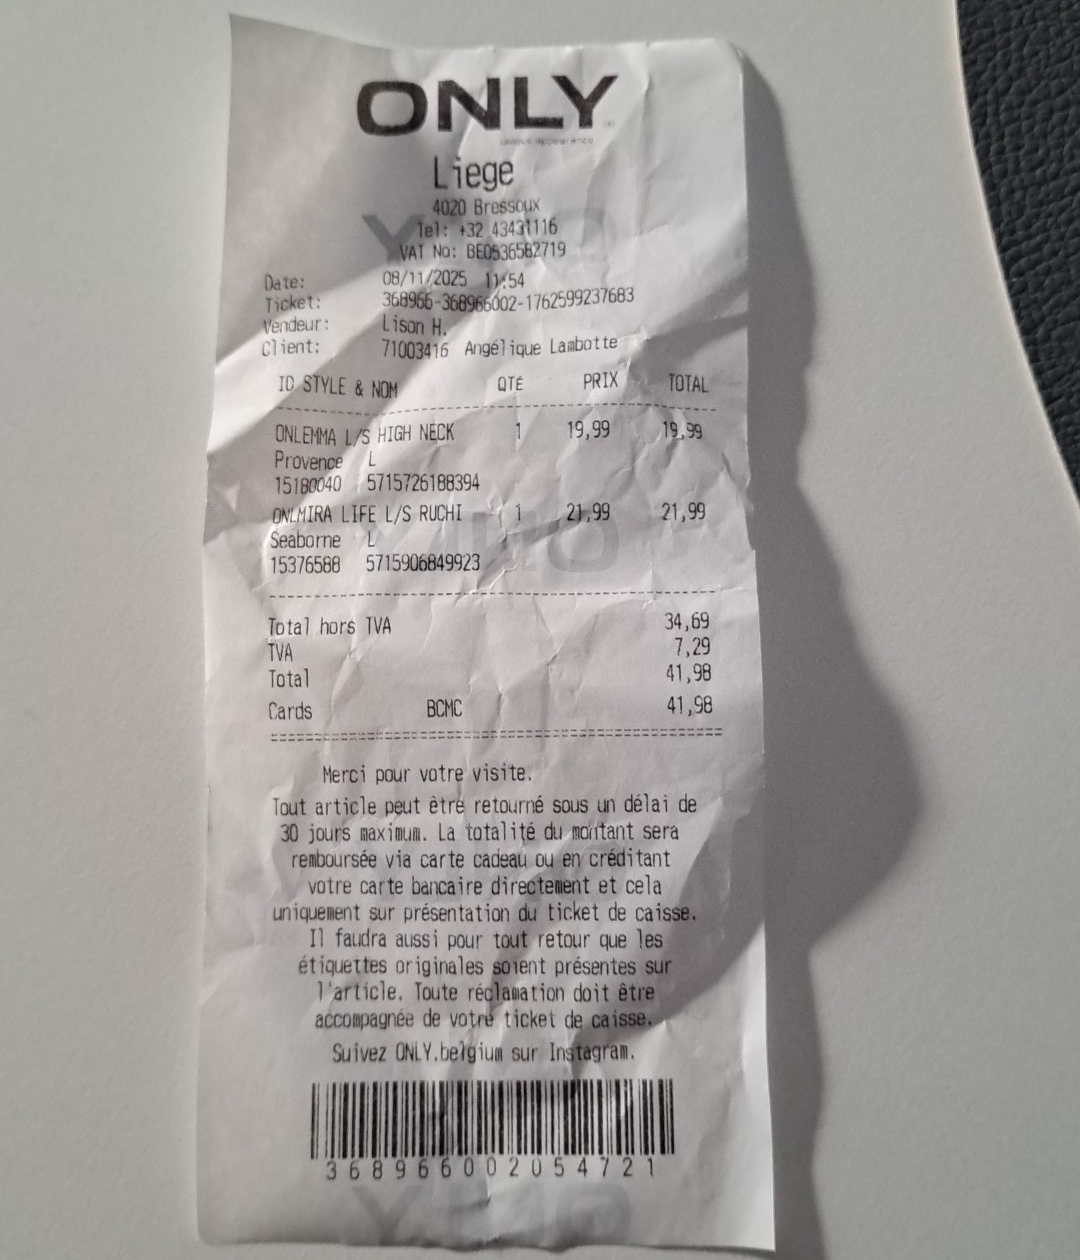 ONLY
Liege
4020 Bressoux
Tel: +32 43431116
VAT No: BE0536582719
Date: 08/11/2025 11:54
Ticket: 368966-368966002-1762599237683
Vendeur: Lison H.
Client: 71003416 Angélique Lambotte
ID STYLE & NOM QTÉ PRIX TOTAL
ONLEMMA L/S HIGH NECK 1 19,99 19,99
Provence L
15180040 5715726188394
ONLMIRA LIFE L/S RUCHI 1 21,99 21,99
Seaborne L
15376588 5715906849923
Total hors TVA 34,69
TVA 7,29
Total 41,98
Cards BCMC 41,98
Merci pour votre visite.
Tout article peut être retourné sous un délai de
30 jours maximum. La totalité du montant sera
remboursée via carte cadeau ou en créditant
votre carte bancaire directement et cela
uniquement sur présentation du ticket de caisse.
Il faudra aussi pour tout retour que les
étiquettes originales soient présentes sur
l'article. Toute réclamation doit être
accompagnée de votre ticket de caisse.
Suivez ONLY.belgium sur Instagram.
368966002054721